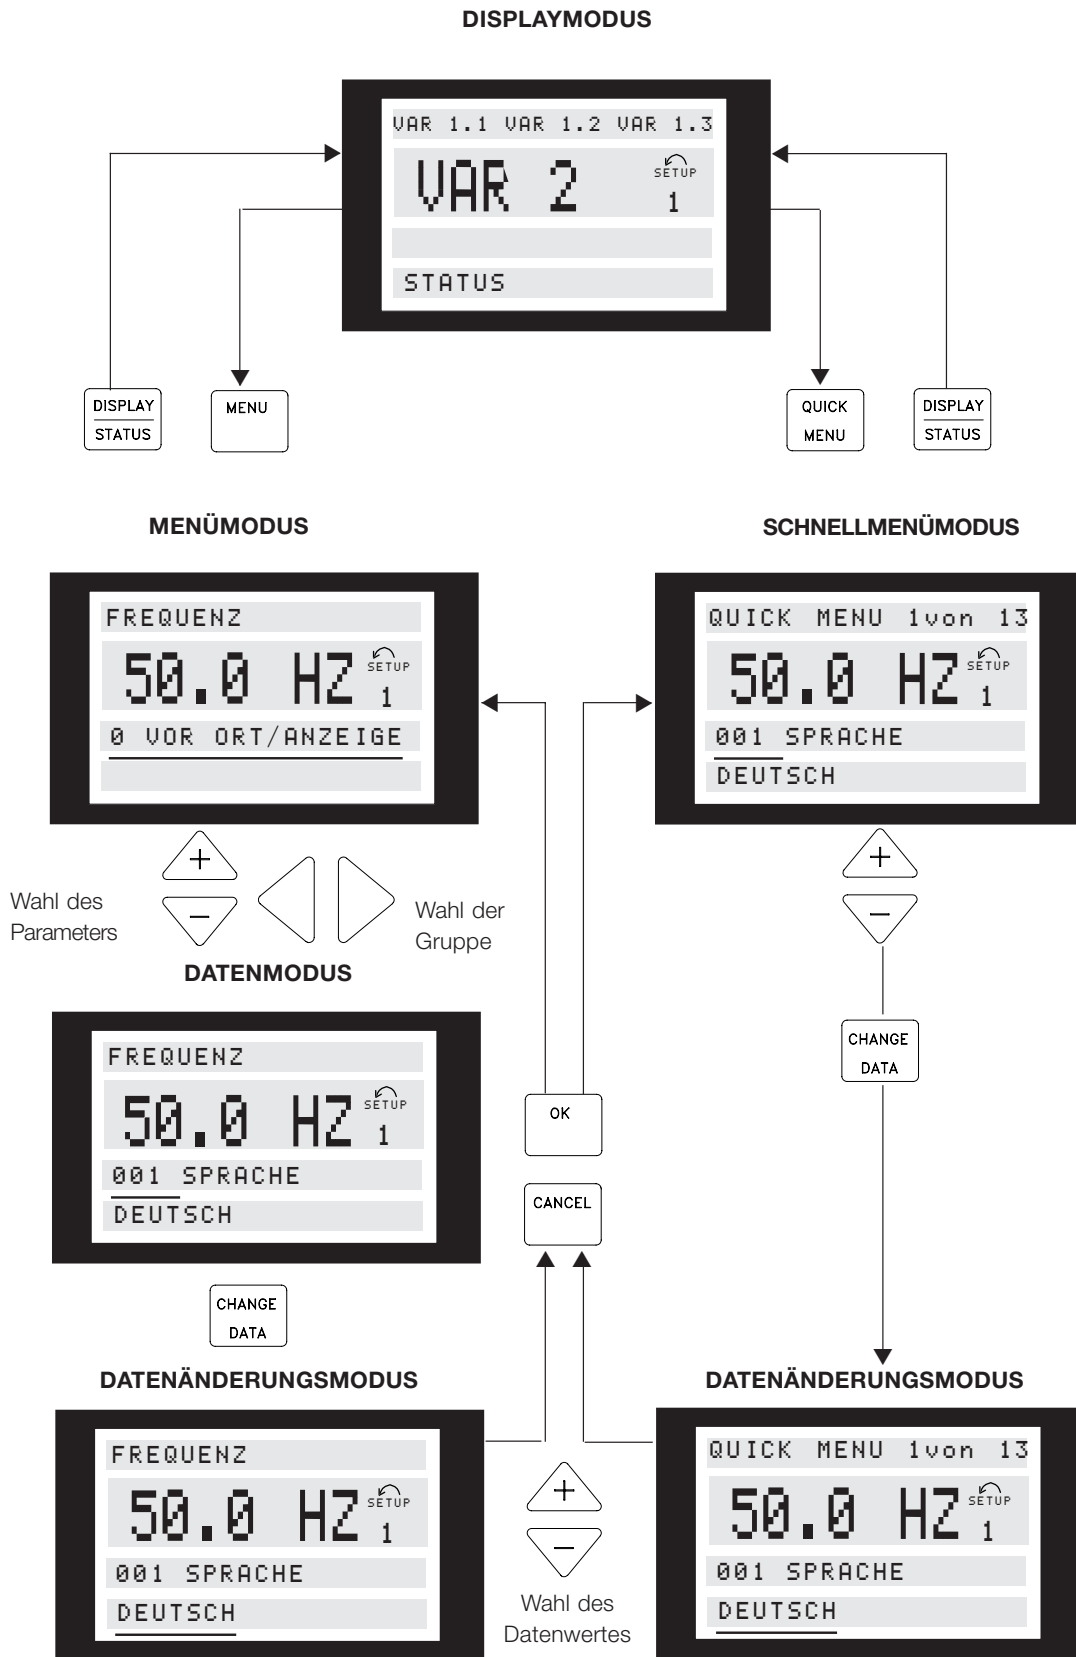 DISPLAYMODUS
VAR 1.1 VAR 1.2 VAR 1.3
VAR 2
SETUP
1
STATUS
DISPLAY
STATUS
MENU
QUICK
MENU
DISPLAY
STATUS
MENÜMODUS
FREQUENZ
50.0 HZ
SETUP
1
0 VOR ORT/ANZEIGE
SCHNELLMENÜMODUS
QUICK MENU 1von 13
50.0 HZ
SETUP
1
001 SPRACHE
DEUTSCH
+
−
Wahl des
Parameters
Wahl der
Gruppe
+
−
DATENMODUS
FREQUENZ
50.0 HZ
SETUP
1
001 SPRACHE
DEUTSCH
CHANGE
DATA
OK
CANCEL
CHANGE
DATA
DATENÄNDERUNGSMODUS
FREQUENZ
50.0 HZ
SETUP
1
001 SPRACHE
DEUTSCH
+
−
Wahl des
Datenwertes
DATENÄNDERUNGSMODUS
QUICK MENU 1von 13
50.0 HZ
SETUP
1
001 SPRACHE
DEUTSCH